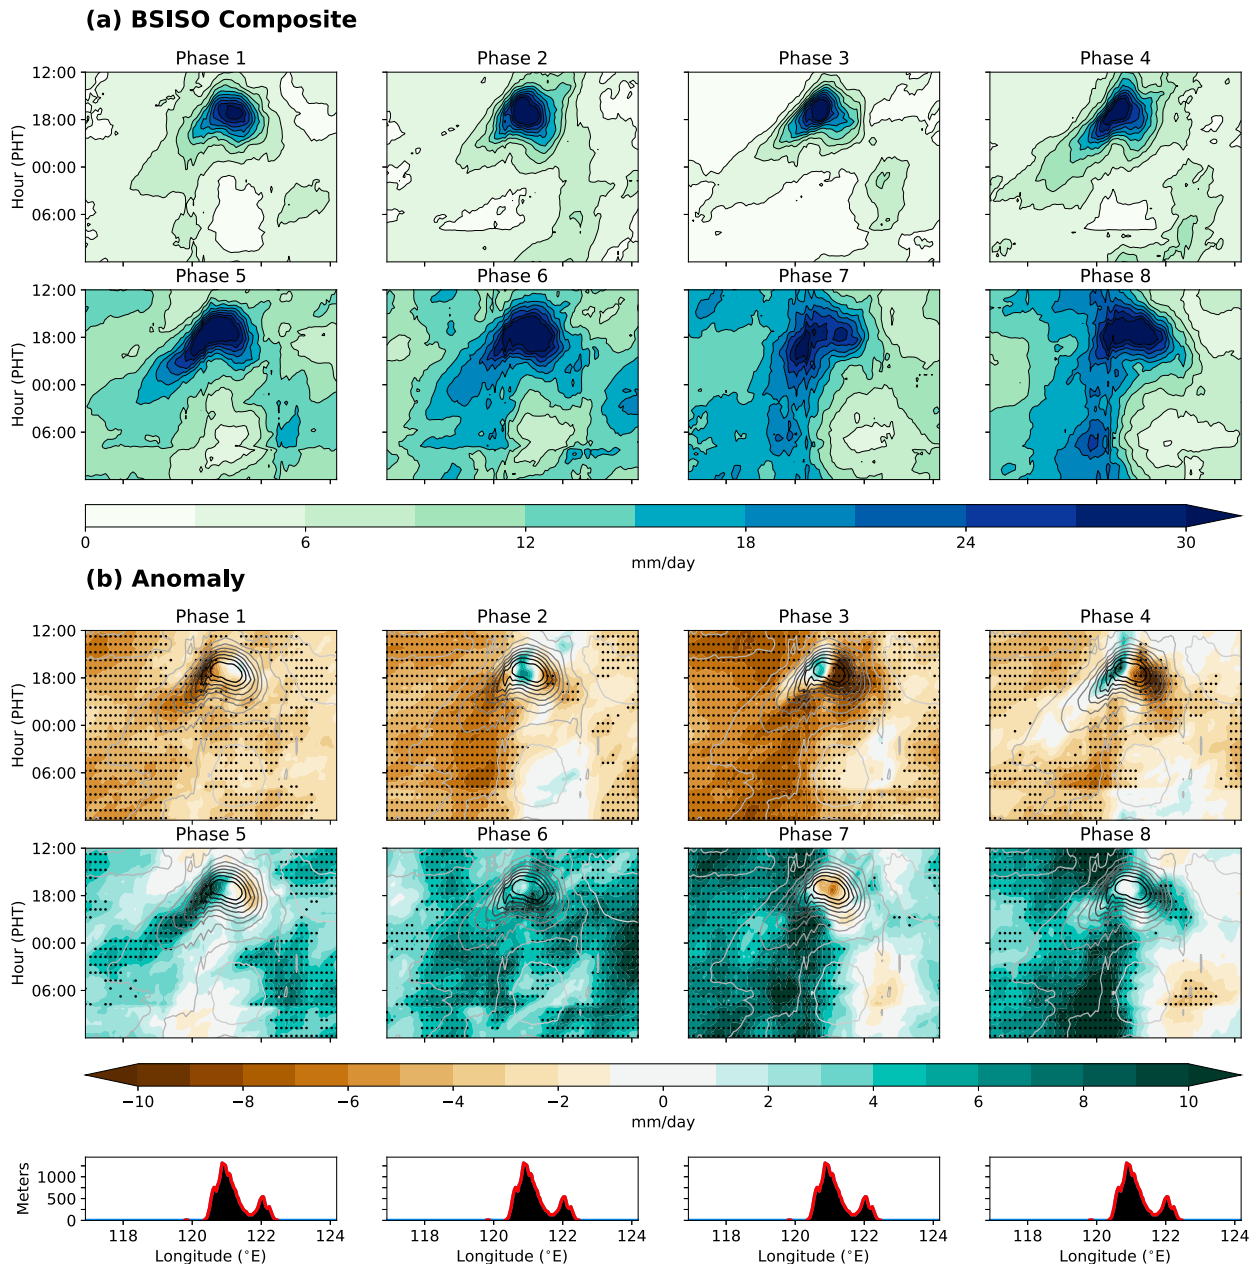 (a) BSISO Composite
Phase 1 Phase 2 Phase 3 Phase 4
12:00
18:00
00:00
06:00
Hour (PHT)
Phase 5 Phase 6 Phase 7 Phase 8
12:00
18:00
00:00
06:00
Hour (PHT)
0 6 12 18 24 30
mm/day
(b) Anomaly
Phase 1 Phase 2 Phase 3 Phase 4
12:00
18:00
00:00
06:00
Hour (PHT)
Phase 5 Phase 6 Phase 7 Phase 8
12:00
18:00
00:00
06:00
Hour (PHT)
−10 −8 −6 −4 −2 0 2 4 6 8 10
mm/day
Meters
1000
500
0
118 120 122 124 118 120 122 124 118 120 122 124 118 120 122 124
Longitude (°E) Longitude (°E) Longitude (°E) Longitude (°E)